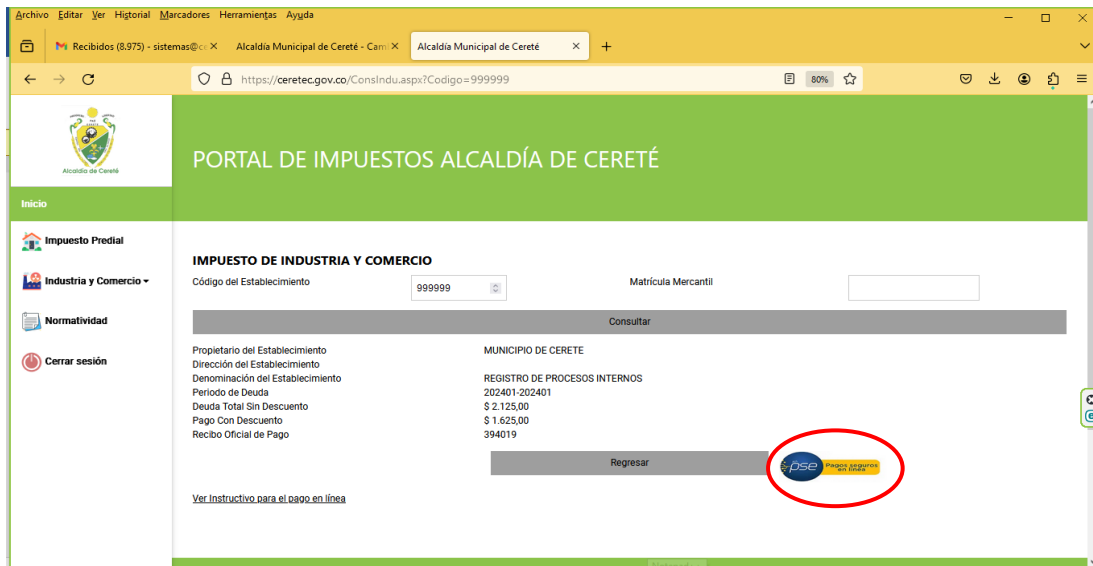 Archivo Editar Ver Historial Marcadores Herramientas Ayuda
Recibidos (8.975) - sistemas@ce
Alcaldía Municipal de Cereté - Cam
Alcaldía Municipal de Cereté
https://ceretec.gov.co/ConsIndu.aspx?Codigo=999999
80%
Alcaldía de Cereté
PORTAL DE IMPUESTOS ALCALDÍA DE CERETÉ
Inicio
Impuesto Predial
Industria y Comercio
Normatividad
Cerrar sesión
IMPUESTO DE INDUSTRIA Y COMERCIO
Código del Establecimiento 999999 Matrícula Mercantil
Consultar
Propietario del Establecimiento MUNICIPIO DE CERETE
Dirección del Establecimiento
Denominación del Establecimiento REGISTRO DE PROCESOS INTERNOS
Periodo de Deuda 202401-202401
Deuda Total Sin Descuento $ 2.125,00
Pago Con Descuento $ 1.625,00
Recibo Oficial de Pago 394019
Regresar
pse Pagos seguros
en línea
Ver Instructivo para el pago en línea